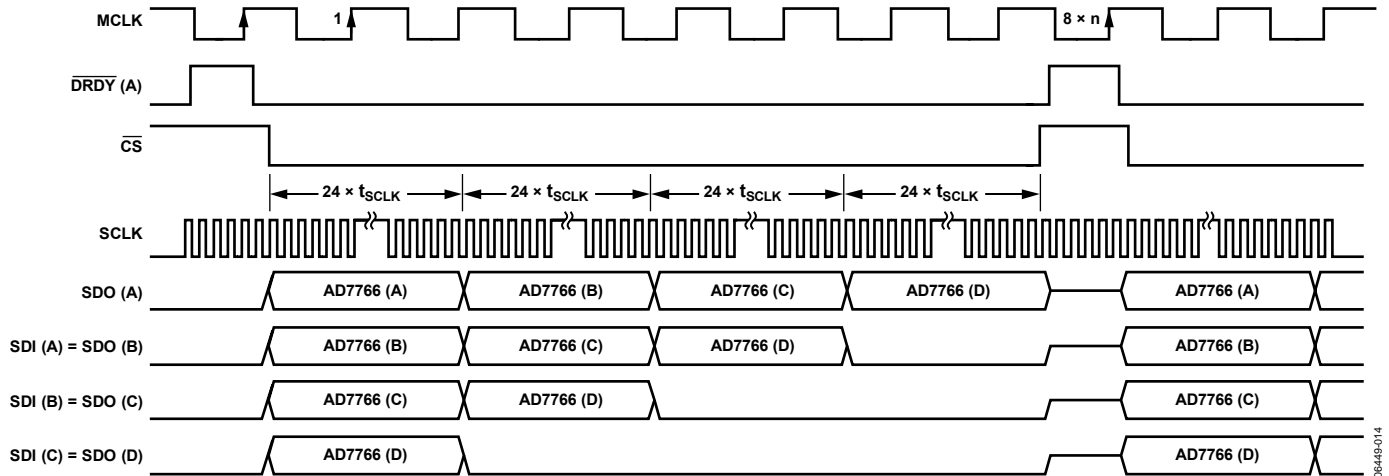 MCLK
1
8 × n
DRDY (A)
CS
24 × tSCLK
24 × tSCLK
24 × tSCLK
24 × tSCLK
SCLK
SDO (A)
AD7766 (A)
AD7766 (B)
AD7766 (C)
AD7766 (D)
AD7766 (A)
SDI (A) = SDO (B)
AD7766 (B)
AD7766 (C)
AD7766 (D)
AD7766 (B)
SDI (B) = SDO (C)
AD7766 (C)
AD7766 (D)
AD7766 (C)
SDI (C) = SDO (D)
AD7766 (D)
AD7766 (D)
06449-014